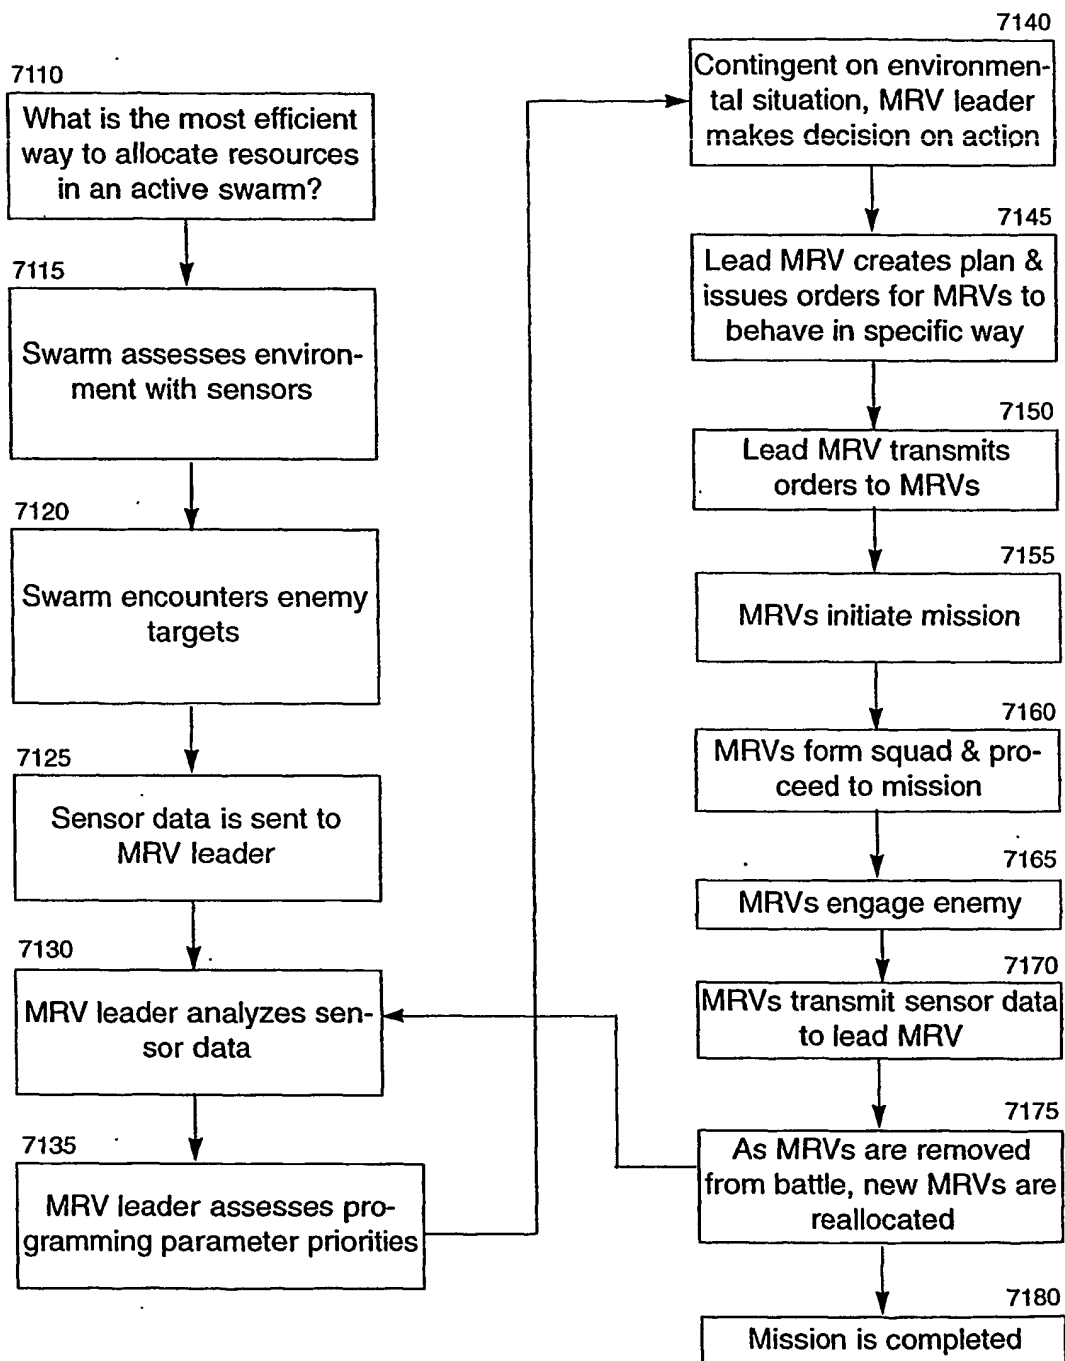 7110
What is the most efficient
way to allocate resources
in an active swarm?
7115
Swarm assesses environ-
ment with sensors
7120
Swarm encounters enemy
targets
7125
Sensor data is sent to
MRV leader
7130
MRV leader analyzes sen-
sor data
7135
MRV leader assesses pro-
gramming parameter priorities
7140
Contingent on environmen-
tal situation, MRV leader
makes decision on action
7145
Lead MRV creates plan &
issues orders for MRVs to
behave in specific way
7150
Lead MRV transmits
orders to MRVs
7155
MRVs initiate mission
7160
MRVs form squad & pro-
ceed to mission
7165
MRVs engage enemy
7170
MRVs transmit sensor data
to lead MRV
7175
As MRVs are removed
from battle, new MRVs are
reallocated
7180
Mission is completed